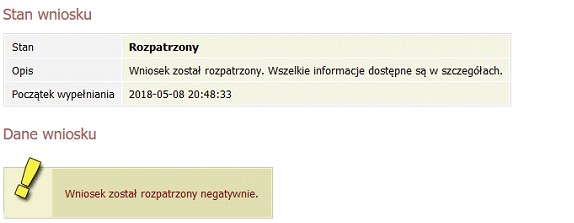 Stan wniosku
Stan Rozpatrzony
Opis Wniosek został rozpatrzony. Wszelkie informacje dostępne są w szczegółach.
Początek wypełniania 2018-05-08 20:48:33
Dane wniosku
Wniosek został rozpatrzony negatywnie.